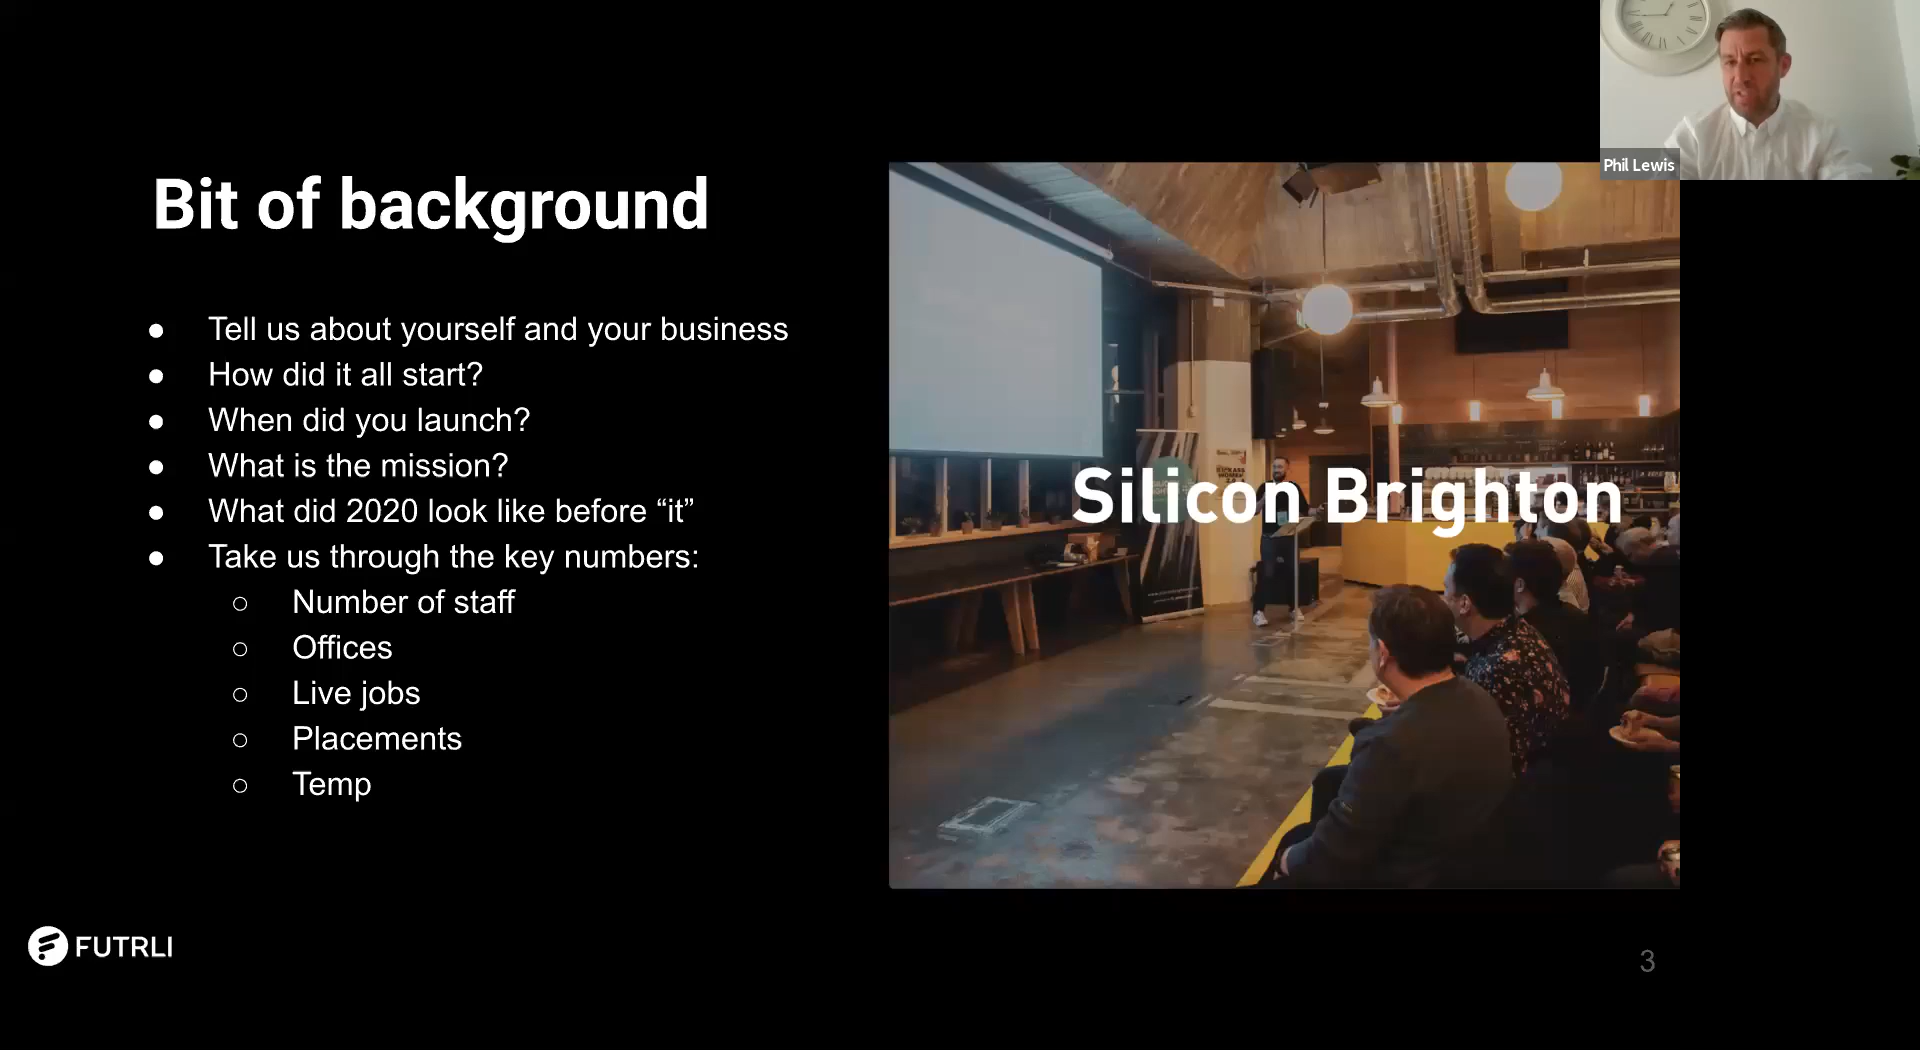 Phil Lewis
Bit of background
● Tell us about yourself and your business
● How did it all start?
● When did you launch?
● What is the mission?
● What did 2020 look like before “it”
● Take us through the key numbers:
○ Number of staff
○ Offices
○ Live jobs
○ Placements
○ Temp
Silicon Brighton
FUTRLI
3